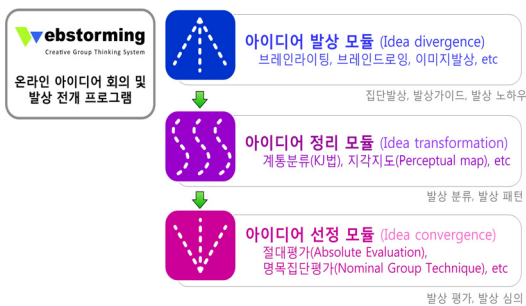 Webstorming
Creative Group Thinking System
온라인 아이디어 회의 및
발상 전개 프로그램
아이디어 발상 모듈 (Idea divergence)
브레인라이팅, 브레인드로잉, 이미지발상, etc
집단발상, 발상가이드, 발상 노하우
아이디어 정리 모듈 (Idea transformation)
계통분류(KJ법), 지각지도(Perceptual map), etc
발상 분류, 발상 패턴
아이디어 선정 모듈 (Idea convergence)
절대평가(Absolute Evaluation),
명목집단평가(Nominal Group Technique), etc
발상 평가, 발상 심의